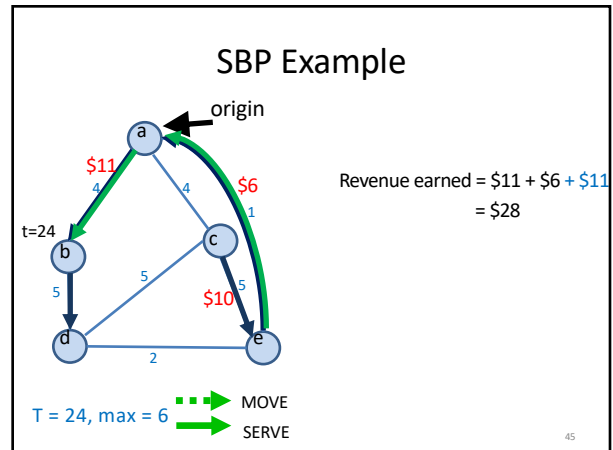 SBP Example
origin
a
$11
4
$6
4
1
Revenue earned = $11 + $6 + $11
= $28
t=24
b
c
5
5
5
$10
d
e
2
T = 24, max = 6
MOVE
SERVE
45